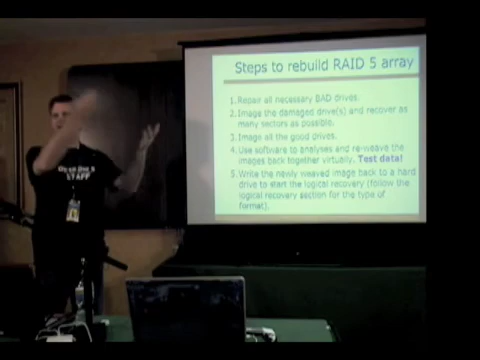 Steps to rebuild RAID 5 array
1. Repair all necessary BAD drives.
2. Image the damaged drive(s) and recover as
many sectors as possible.
3. Image all the good drives.
4. Use software to analyses and re-weave the
images back together virtually. Test data!
5. Write the newly weaved image back to a hard
drive to start the logical recovery (follow the
logical recovery section for the type of
format).
STAFF